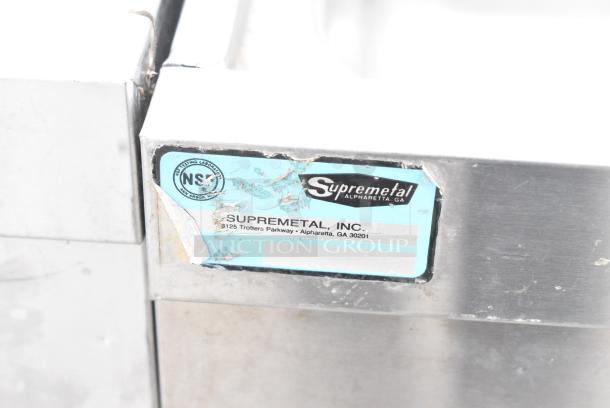 NSF
Supremetal
ALPHARETTA, GA
SUPREMETAL, INC.
3125 Trotters Parkway • Alpharetta, GA 30201
AUCTION GROUP